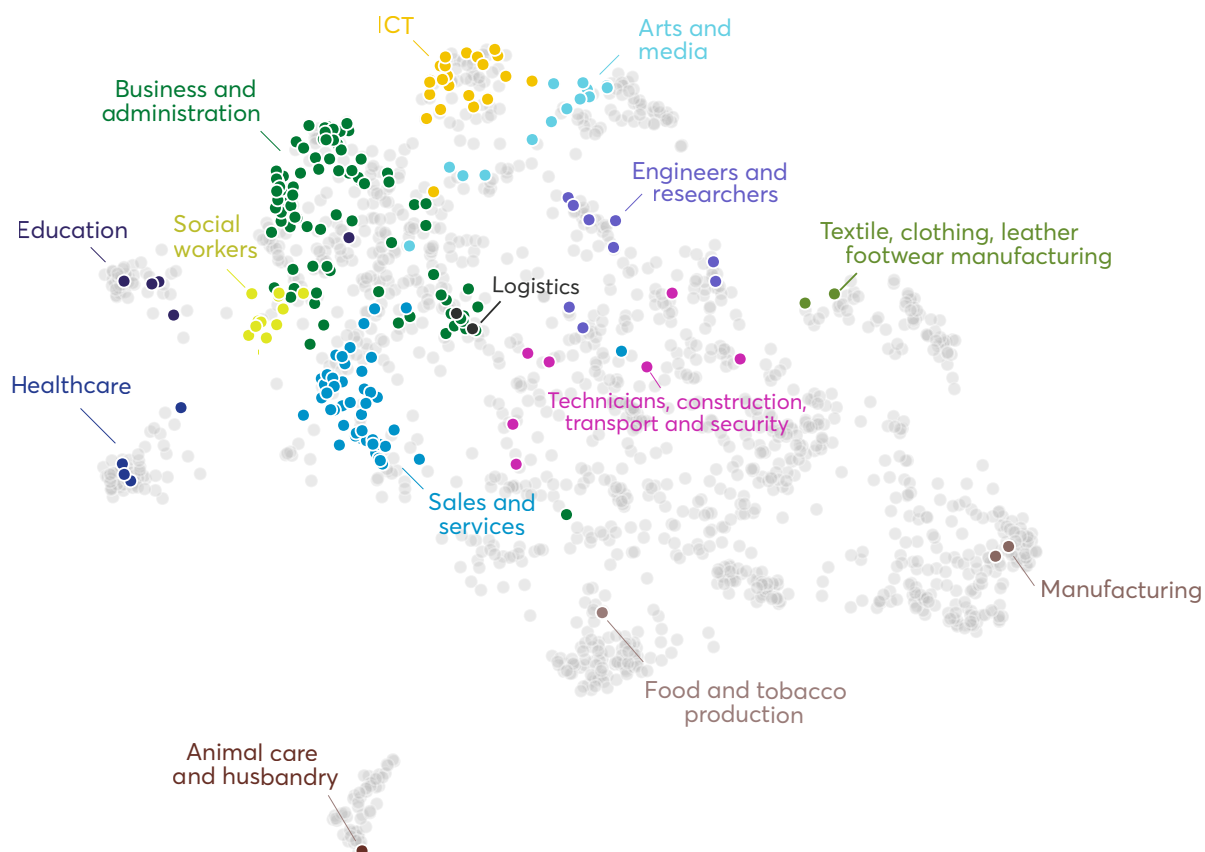 ICT
Arts and
media
Business and
administration
Engineers and
researchers
Education
Social
workers
Textile, clothing, leather
footwear manufacturing
Logistics
Healthcare
Technicians, construction,
transport and security
Sales and
services
Manufacturing
Food and tobacco
production
Animal care
and husbandry